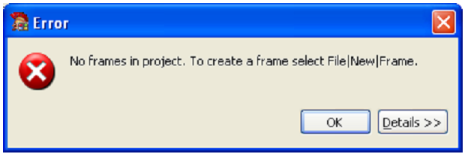 Error
No frames in project. To create a frame select File|New|Frame.
OK
Details >>